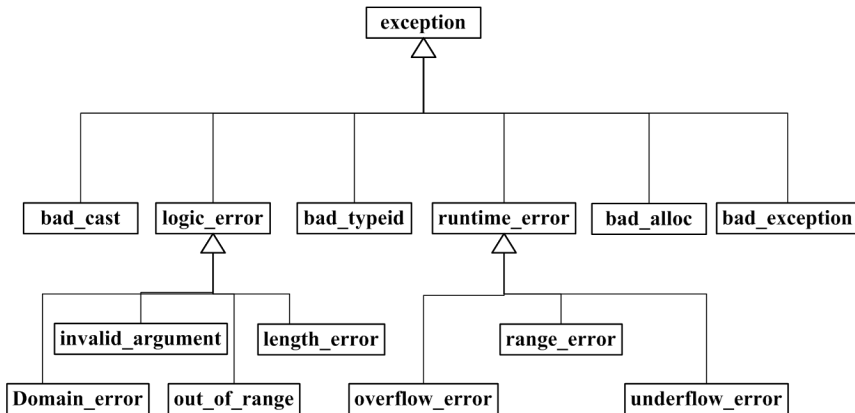 exception
bad_cast
logic_error
bad_typeid
runtime_error
bad_alloc
bad_exception
invalid_argument
length_error
range_error
Domain_error
out_of_range
overflow_error
underflow_error